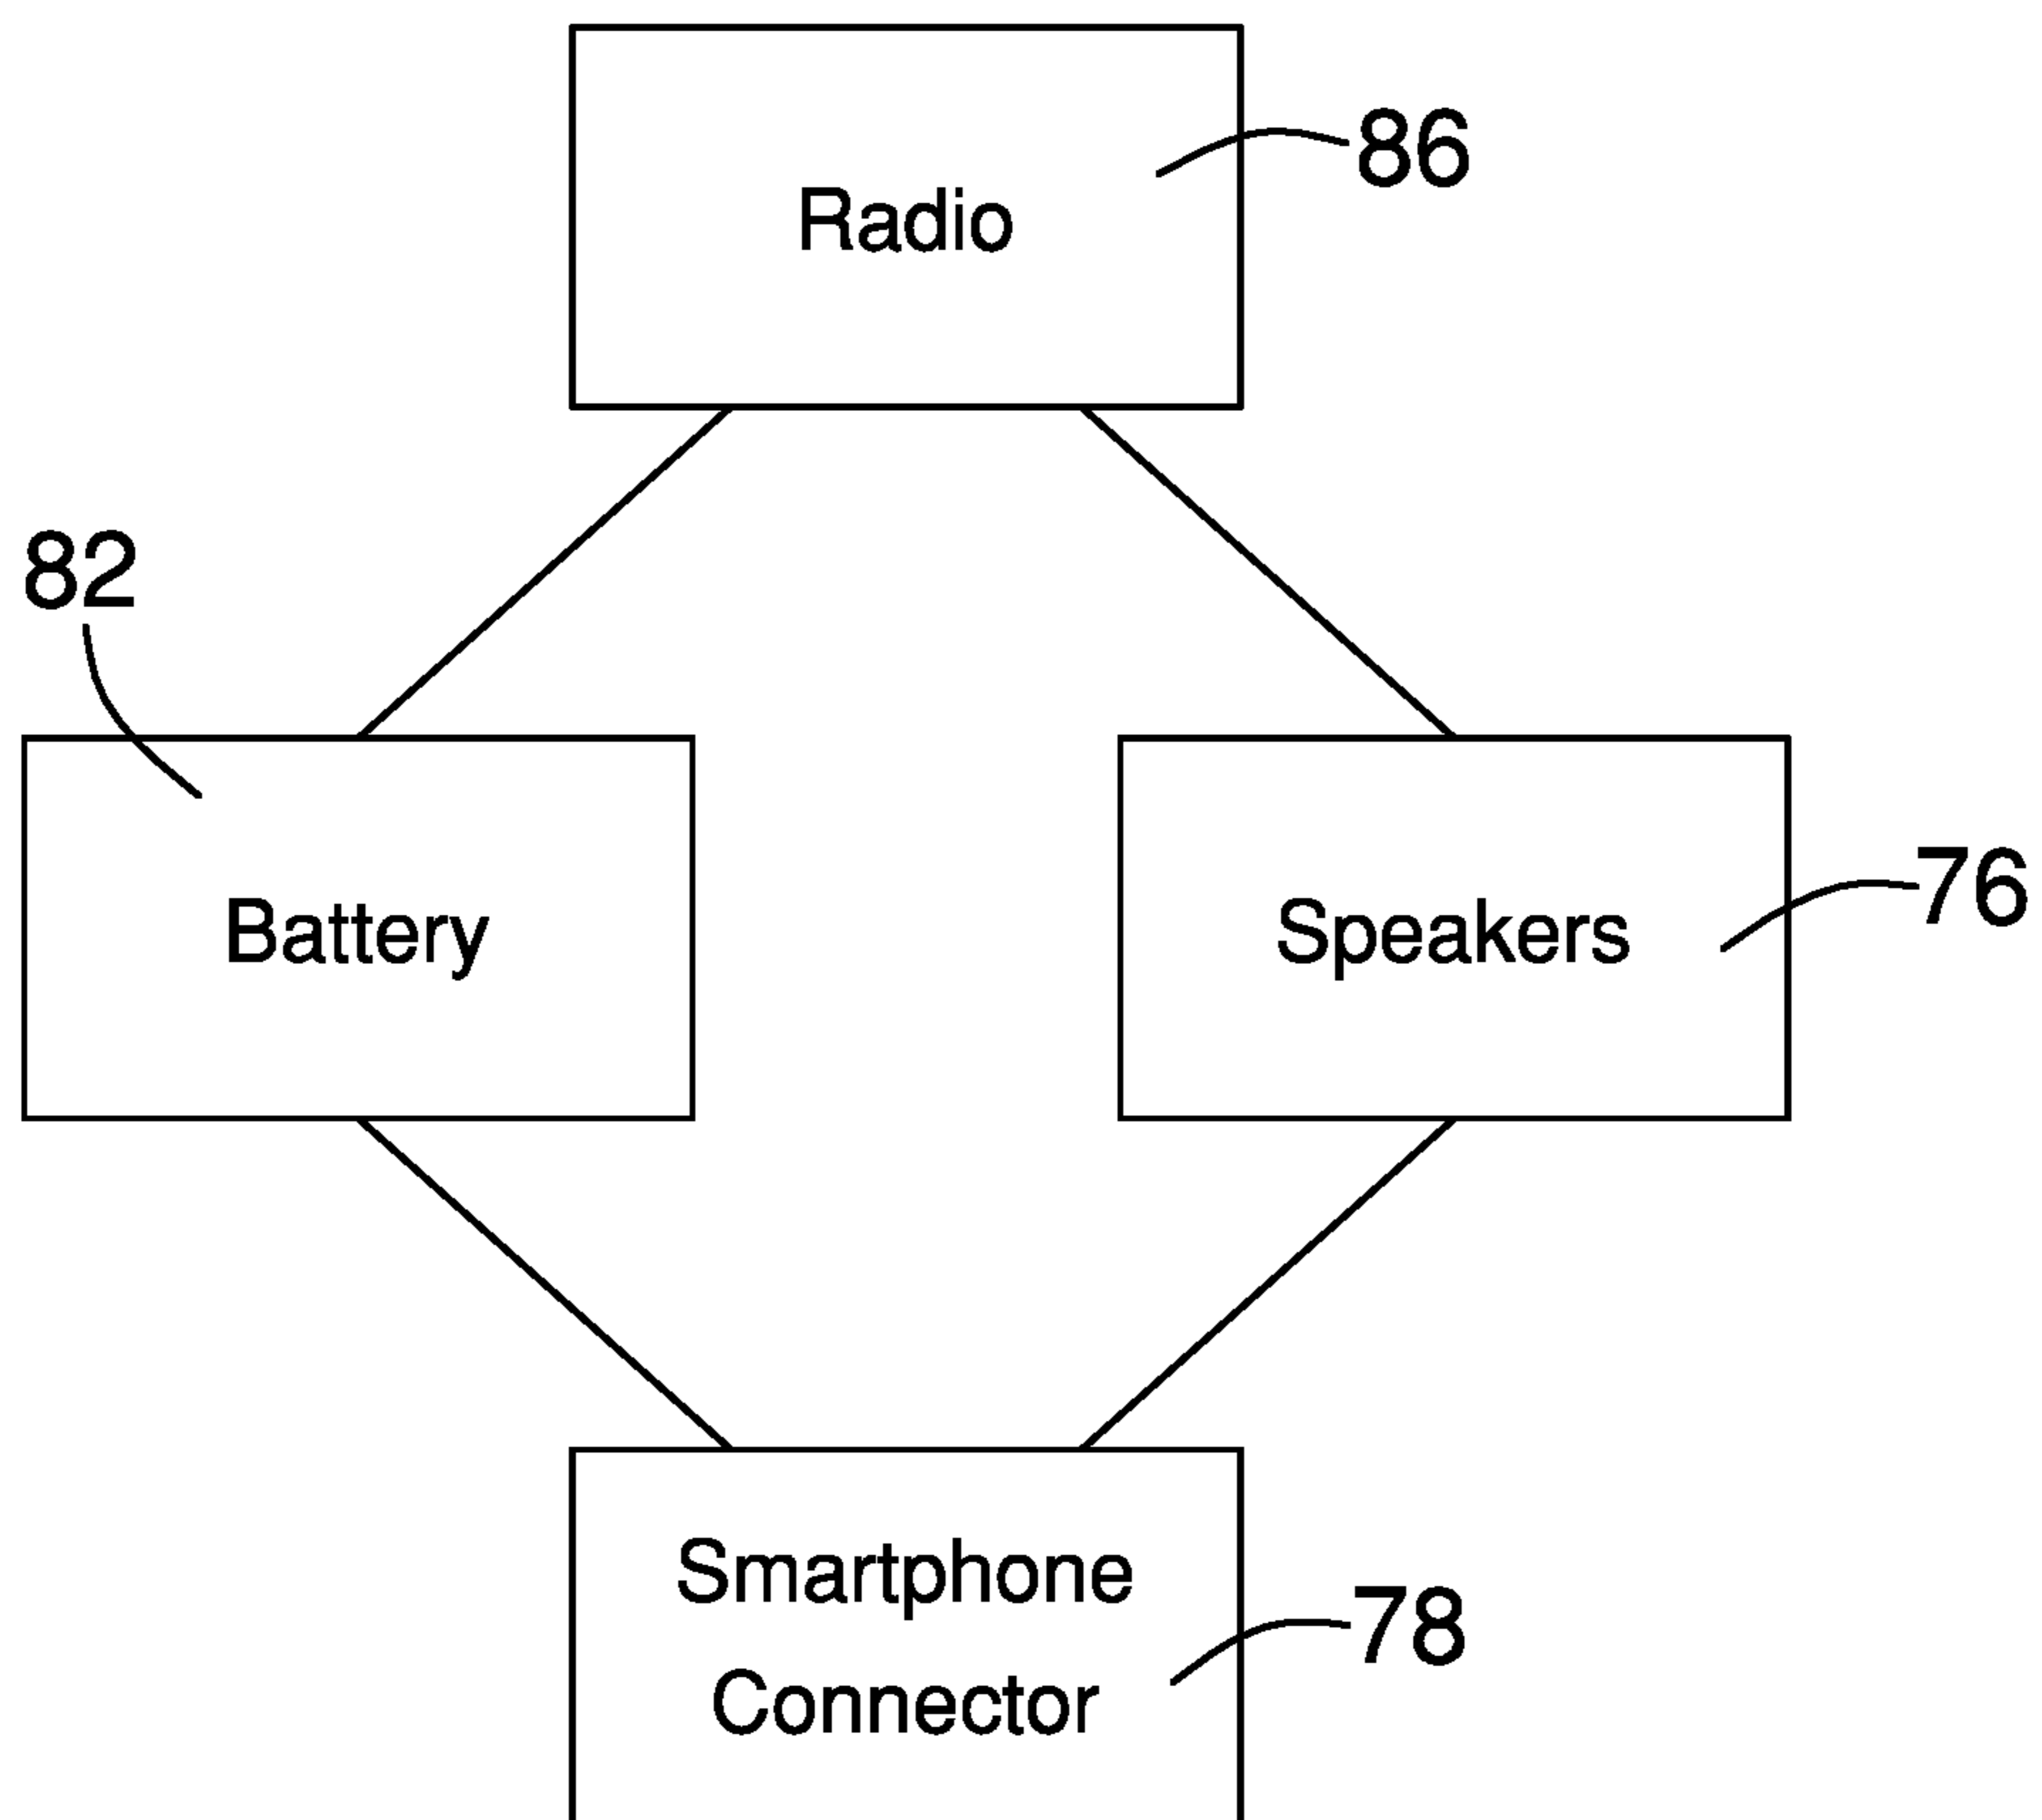 86
Radio
82
Battery
Speakers
76
Smartphone
Connector
78